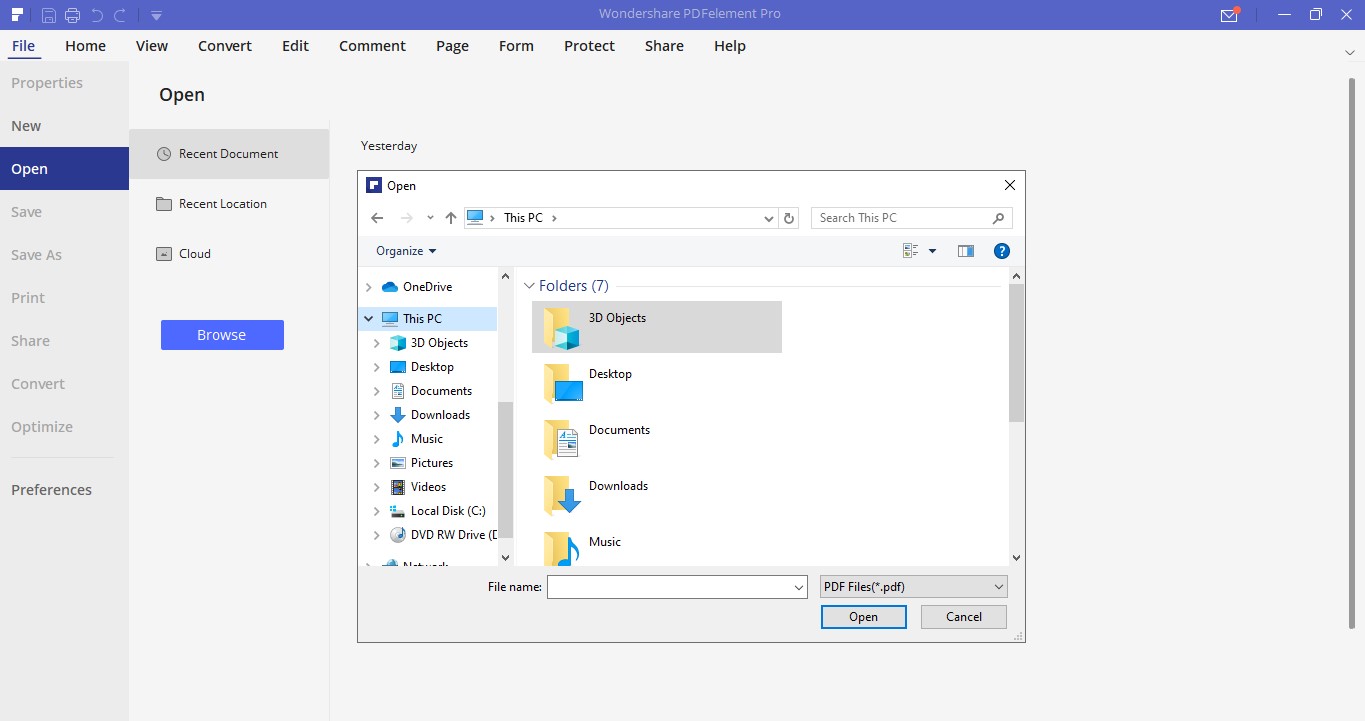 Wondershare PDFelement Pro
File Home View Convert Edit Comment Page Form Protect Share Help
Properties
New
Open
Save
Save As
Print
Share
Convert
Optimize
Preferences
Open
Recent Document
Recent Location
Cloud
Browse
Yesterday
Open
This PC
Search This PC
Organize
?
OneDrive
This PC
3D Objects
Desktop
Documents
Downloads
Music
Pictures
Videos
Local Disk (C:)
DVD RW Drive (D
Network
Folders (7)
3D Objects
Desktop
Documents
Downloads
Music
File name:
PDF Files(*.pdf)
Open
Cancel